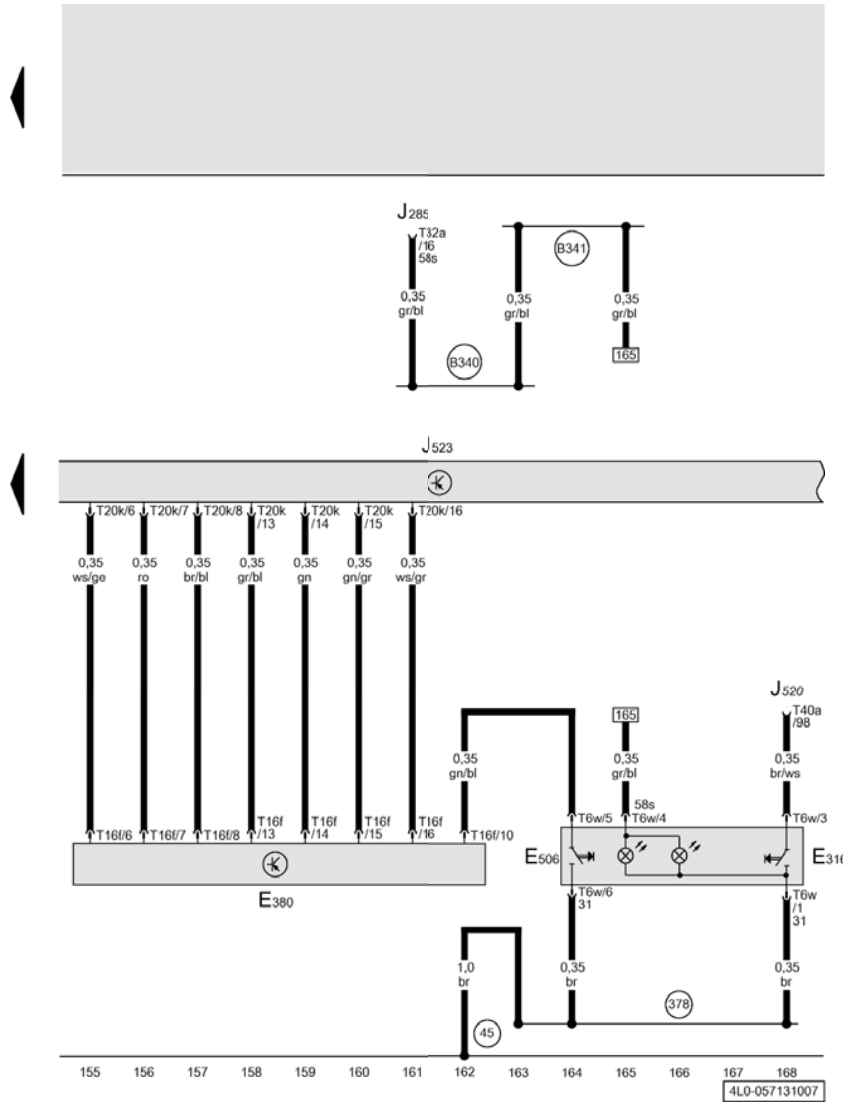 J285
T32a
/16
58s
B341
0,35
gr/bl
0,35
gr/bl
0,35
gr/bl
165
B340
J523
T20k/6 T20k/7 T20k/8 T20k
/13 T20k
/14 T20k
/15 T20k/16
0,35
ws/ge
0,35
ro
0,35
br/bl
0,35
gr/bl
0,35
gn
0,35
gn/gr
0,35
ws/gr
J520
T40a
/98
165
0,35
gn/bl
0,35
gr/bl
0,35
br/ws
58s
T16f/6 T16f/7 T16f/8 T16f
/13 T16f
/14 T16f
/15 T16f
/16 T16f/10
T6w/5 T6w/4 T6w/3
E506
E316
E380
T6w/6
31
T6w
/1
31
1,0
br
0,35
br
0,35
br
378
45
155 156 157 158 159 160 161 162 163 164 165 166 167 168
4L0-057131007